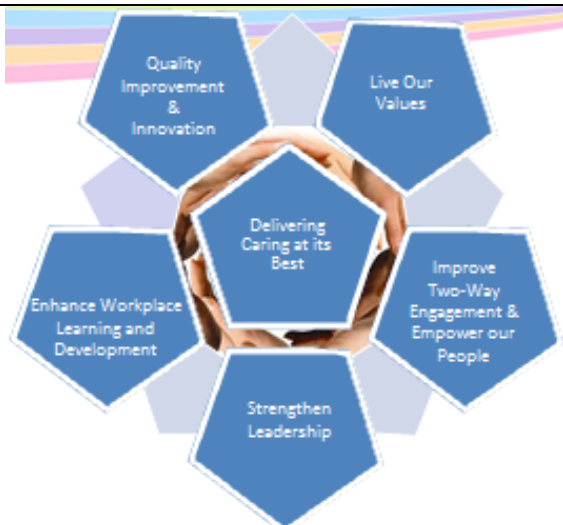 Quality
Improvement
&
Innovation
Live Our
Values
Delivering
Caring at its
Best
Enhance Workplace
Learning and
Development
Improve
Two-Way
Engagement &
Empower our
People
Strengthen
Leadership